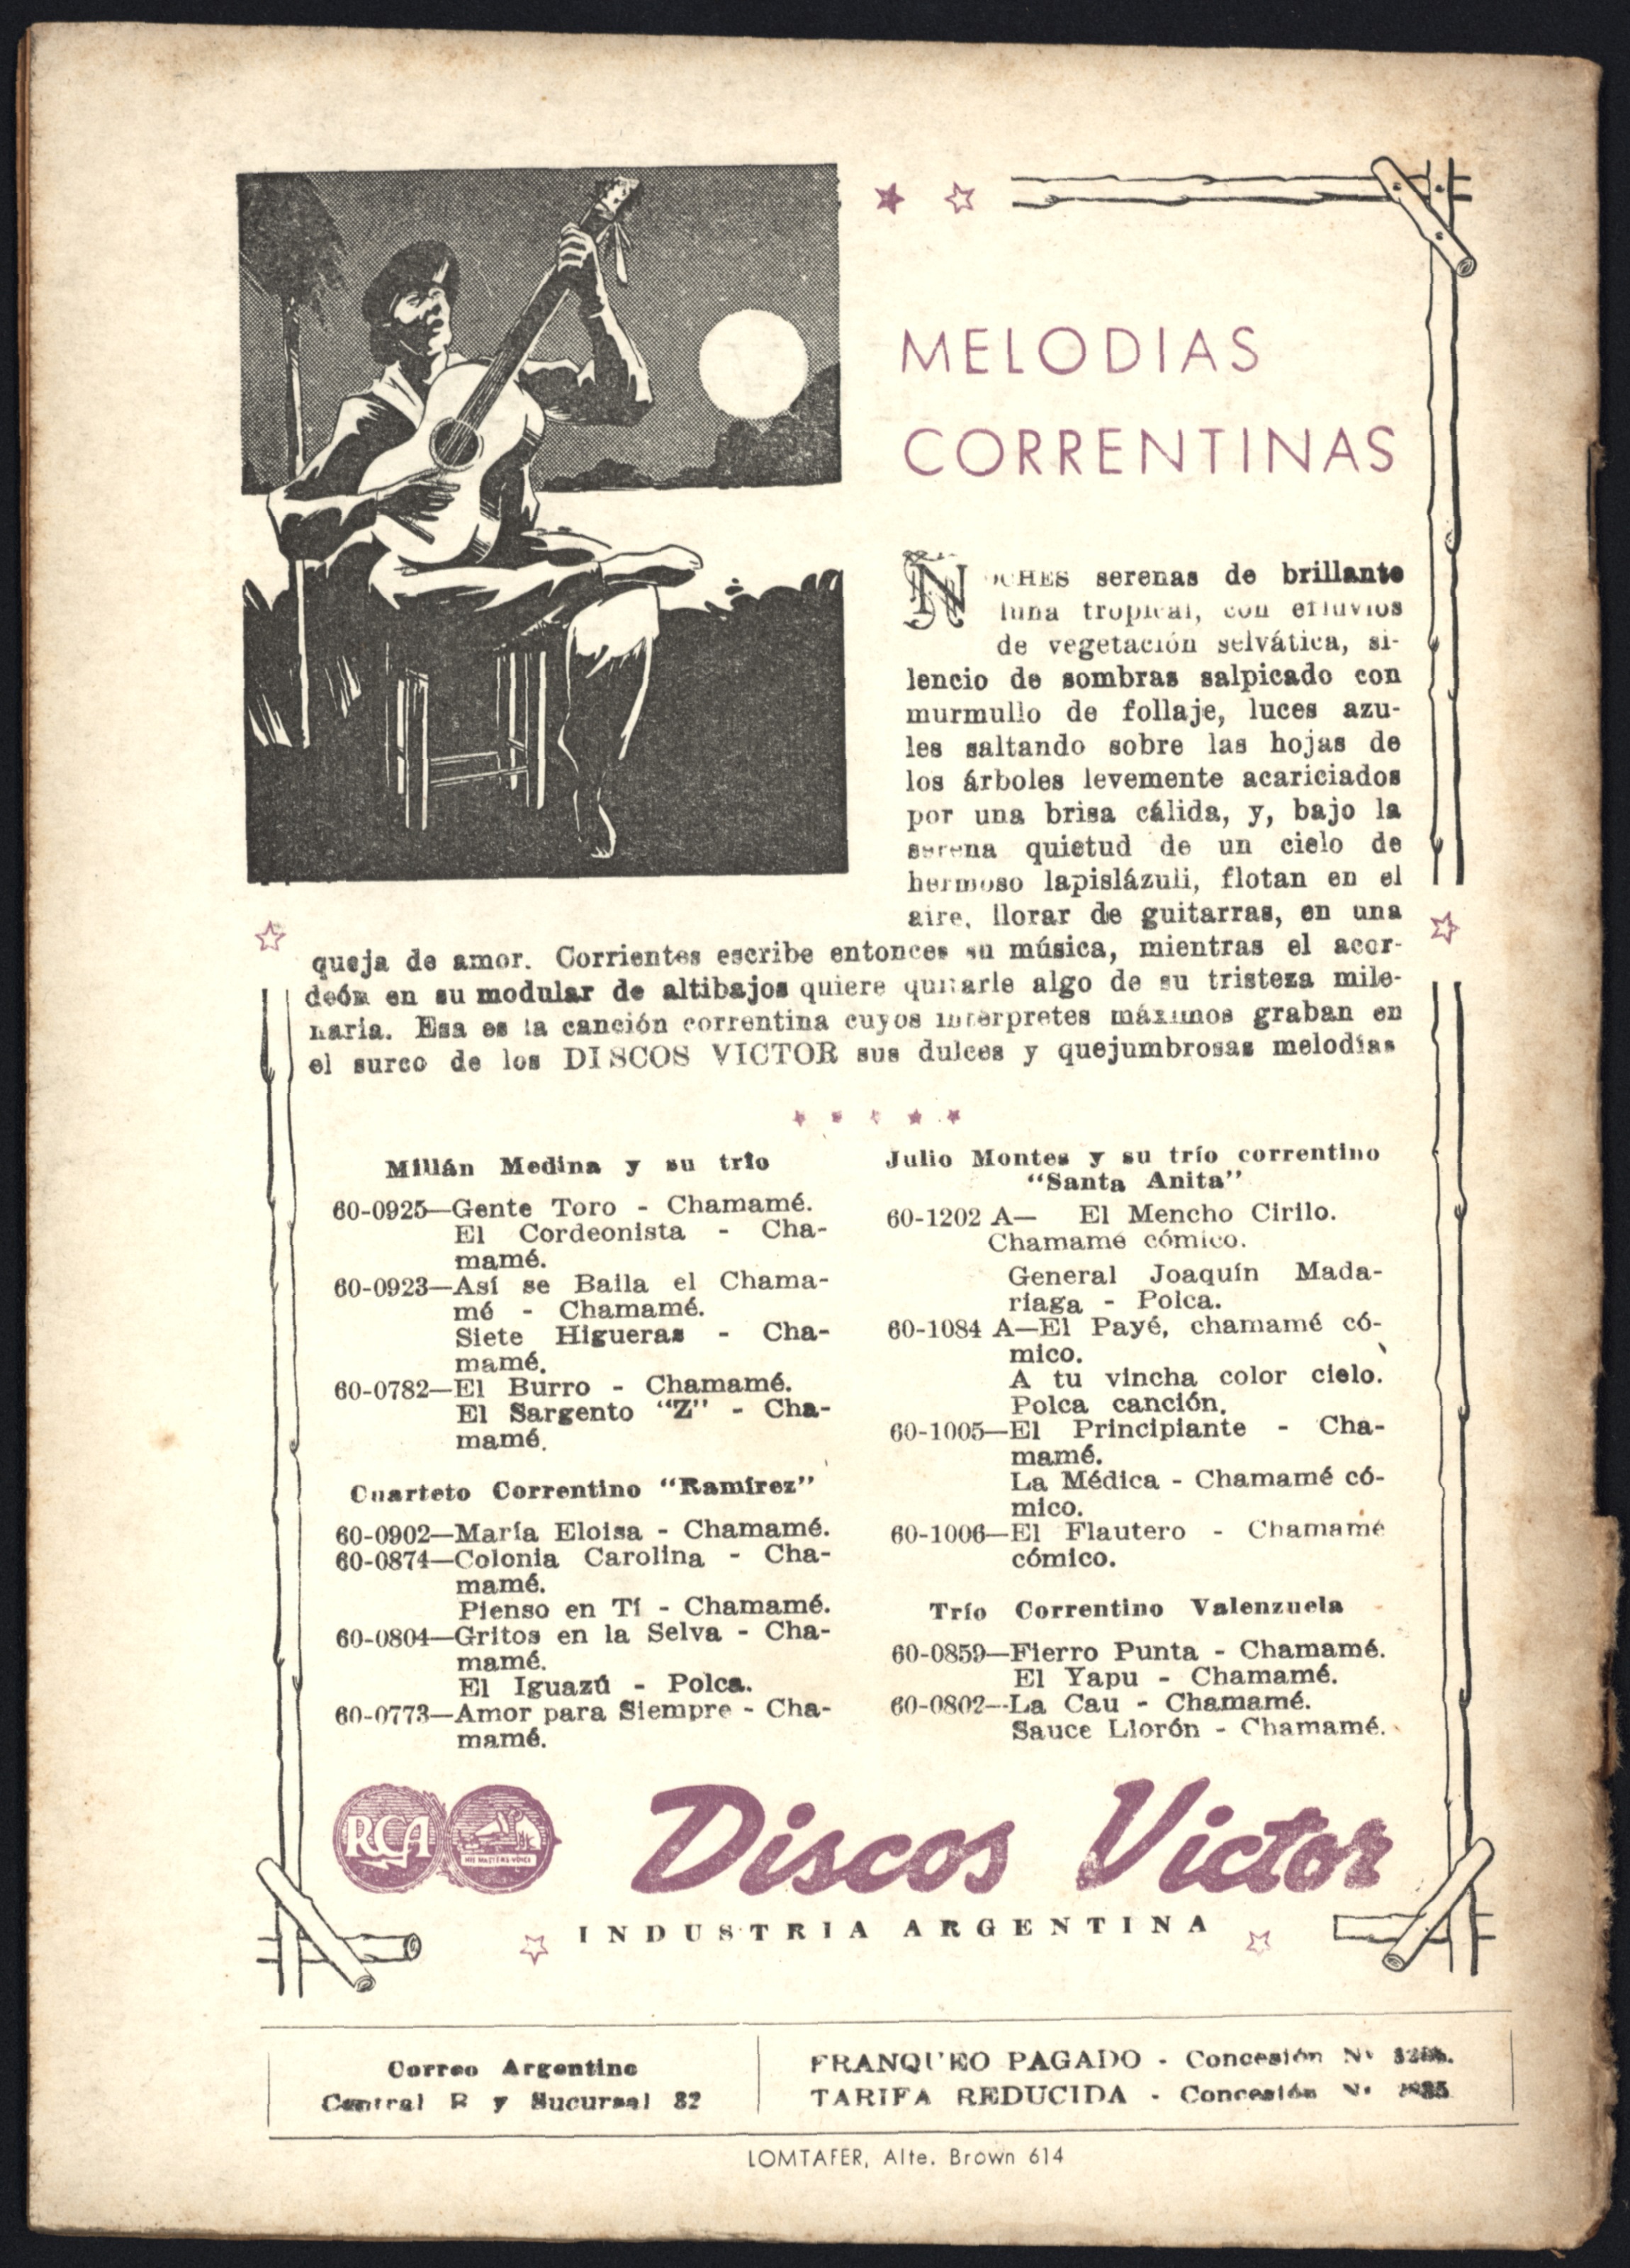 MELODIAS
CORRENTINAS
NOCHES serenas de brillante
luna tropical, con efluvios
de vegetación selvática, si-
lencio de sombras salpicado con
murmullo de follaje, luces azu-
les saltando sobre las hojas de
los árboles levemente acariciados
por una brisa cálida, y, bajo la
serena quietud de un cielo de
hermoso lapislázuli, flotan en el
aire, llorar de guitarras, en una
queja de amor. Corrientes escribe entonces su música, mientras el acor-
deón en su modular de altibajos quiere quitarle algo de su tristeza mile-
naria. Esa es la canción correntina cuyos intérpretes máximos graban en
el surco de los DISCOS VICTOR sus dulces y quejumbrosas melodías
Millán Medina y su trío
60-0925—Gente Toro - Chamamé.
El Cordeonista - Cha-
mamé.
60-0923—Así se Baila el Chama-
mé - Chamamé.
Siete Higueras - Cha-
mamé.
60-0782—El Burro - Chamamé.
El Sargento “Z” - Cha-
mamé.
Cuarteto Correntino “Ramírez”
60-0902—María Eloisa - Chamamé.
60-0874—Colonia Carolina - Cha-
mamé.
Pienso en Tí - Chamamé.
60-0804—Gritos en la Selva - Cha-
mamé.
El Iguazú - Polca.
60-0773—Amor para Siempre - Cha-
mamé.
Julio Montes y su trío correntino
“Santa Anita”
60-1202 A— El Mencho Cirilo.
Chamamé cómico.
General Joaquín Mada-
riaga - Polca.
60-1084 A—El Payé, chamamé có-
mico.
A tu vincha color cielo.
Polca canción.
60-1005—El Principiante - Cha-
mamé.
La Médica - Chamamé có-
mico.
60-1006—El Flautero - Chamamé
cómico.
Trío Correntino Valenzuela
60-0859—Fierro Punta - Chamamé.
El Yapu - Chamamé.
60-0802—La Cau - Chamamé.
Sauce Llorón - Chamamé.
RCA
HIS MASTERS VOICE
Discos Victor
INDUSTRIA ARGENTINA
Correo Argentino
Central B y Sucursal 32
FRANQUEO PAGADO - Concesión Nº
TARIFA REDUCIDA - Concesión Nº
LOMTAFER, Alte. Brown 614